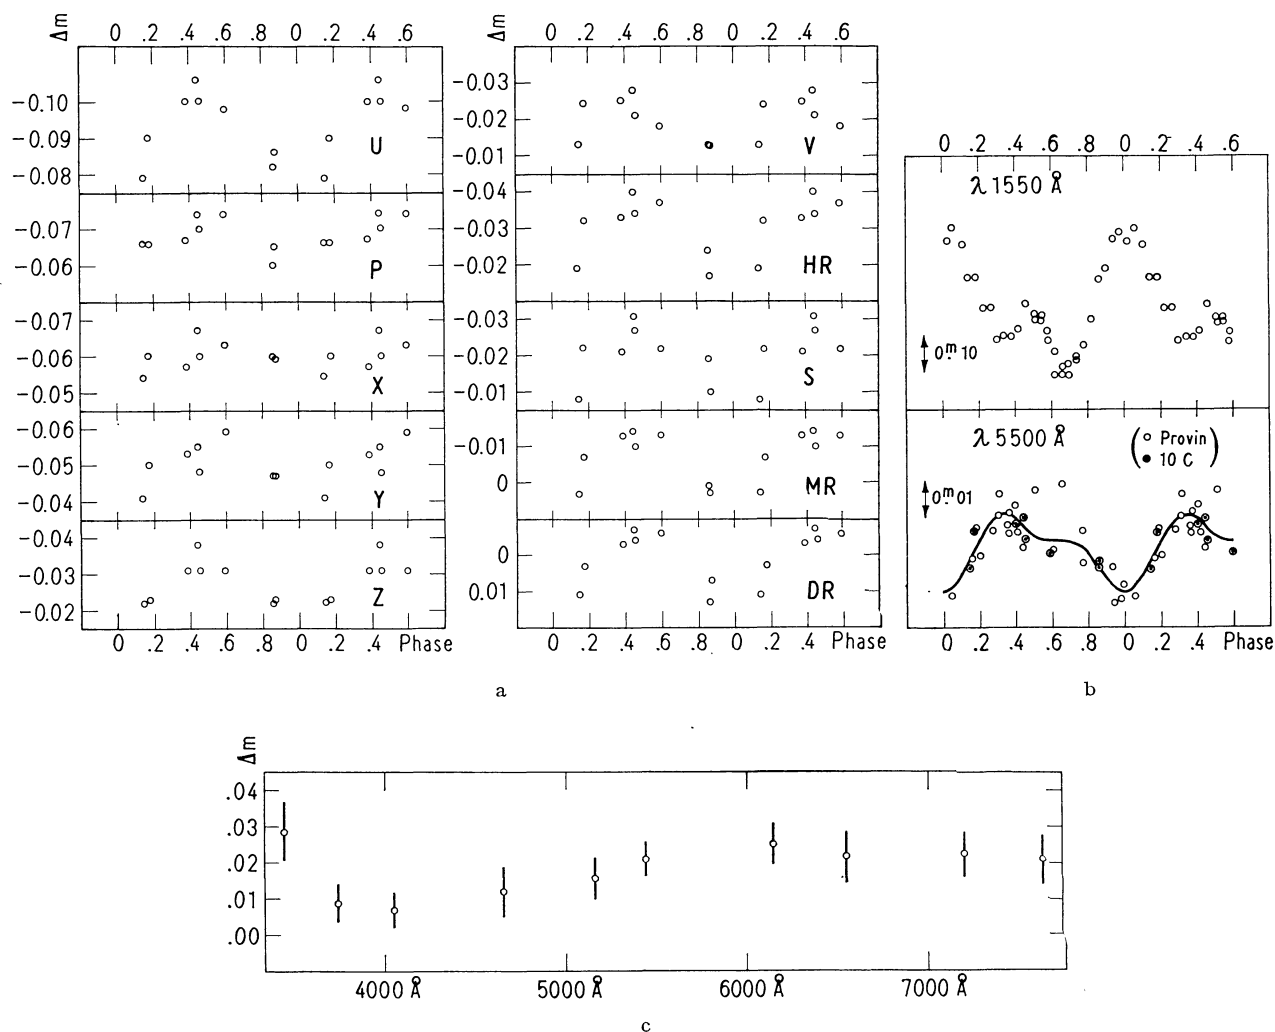 Δm
0 .2 .4 .6 .8 0 .2 .4 .6
−0.10
−0.09
−0.08
U
−0.07
−0.06
P
−0.07
−0.06
−0.05
X
−0.06
−0.05
−0.04
Y
−0.04
−0.03
−0.02
Z
0 .2 .4 .6 .8 0 .2 .4 Phase
Δm
0 .2 .4 .6 .8 0 .2 .4 .6
−0.03
−0.02
−0.01
V
−0.04
−0.03
−0.02
HR
−0.03
−0.02
−0.01
S
−0.01
0
MR
0
0.01
DR
0 .2 .4 .6 .8 0 .2 .4 Phase
a
0 .2 .4 .6 .8 0 .2 .4 .6
λ 1550 Å
0ᵐ.10
λ 5500 Å
( ○ Provin
● 10 C )
0ᵐ.01
0 .2 .4 .6 .8 0 .2 .4 Phase
b
Δm
.04
.03
.02
.01
.00
4000 Å 5000 Å 6000 Å 7000 Å
c